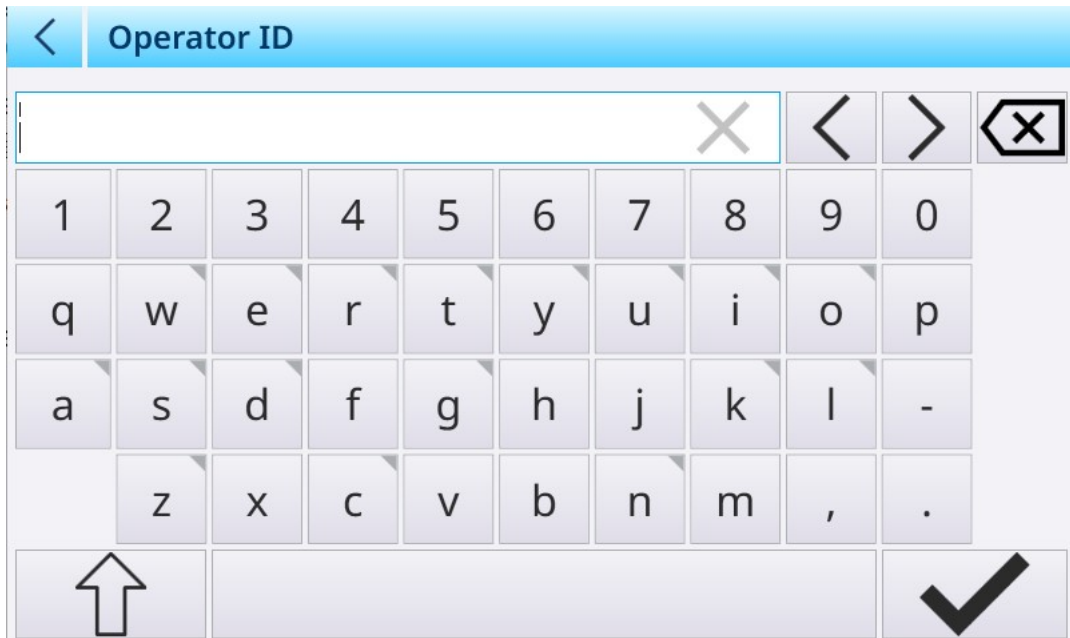 Operator ID
1 2 3 4 5 6 7 8 9 0
q w e r t y u i o p
a s d f g h j k l -
z x c v b n m , .